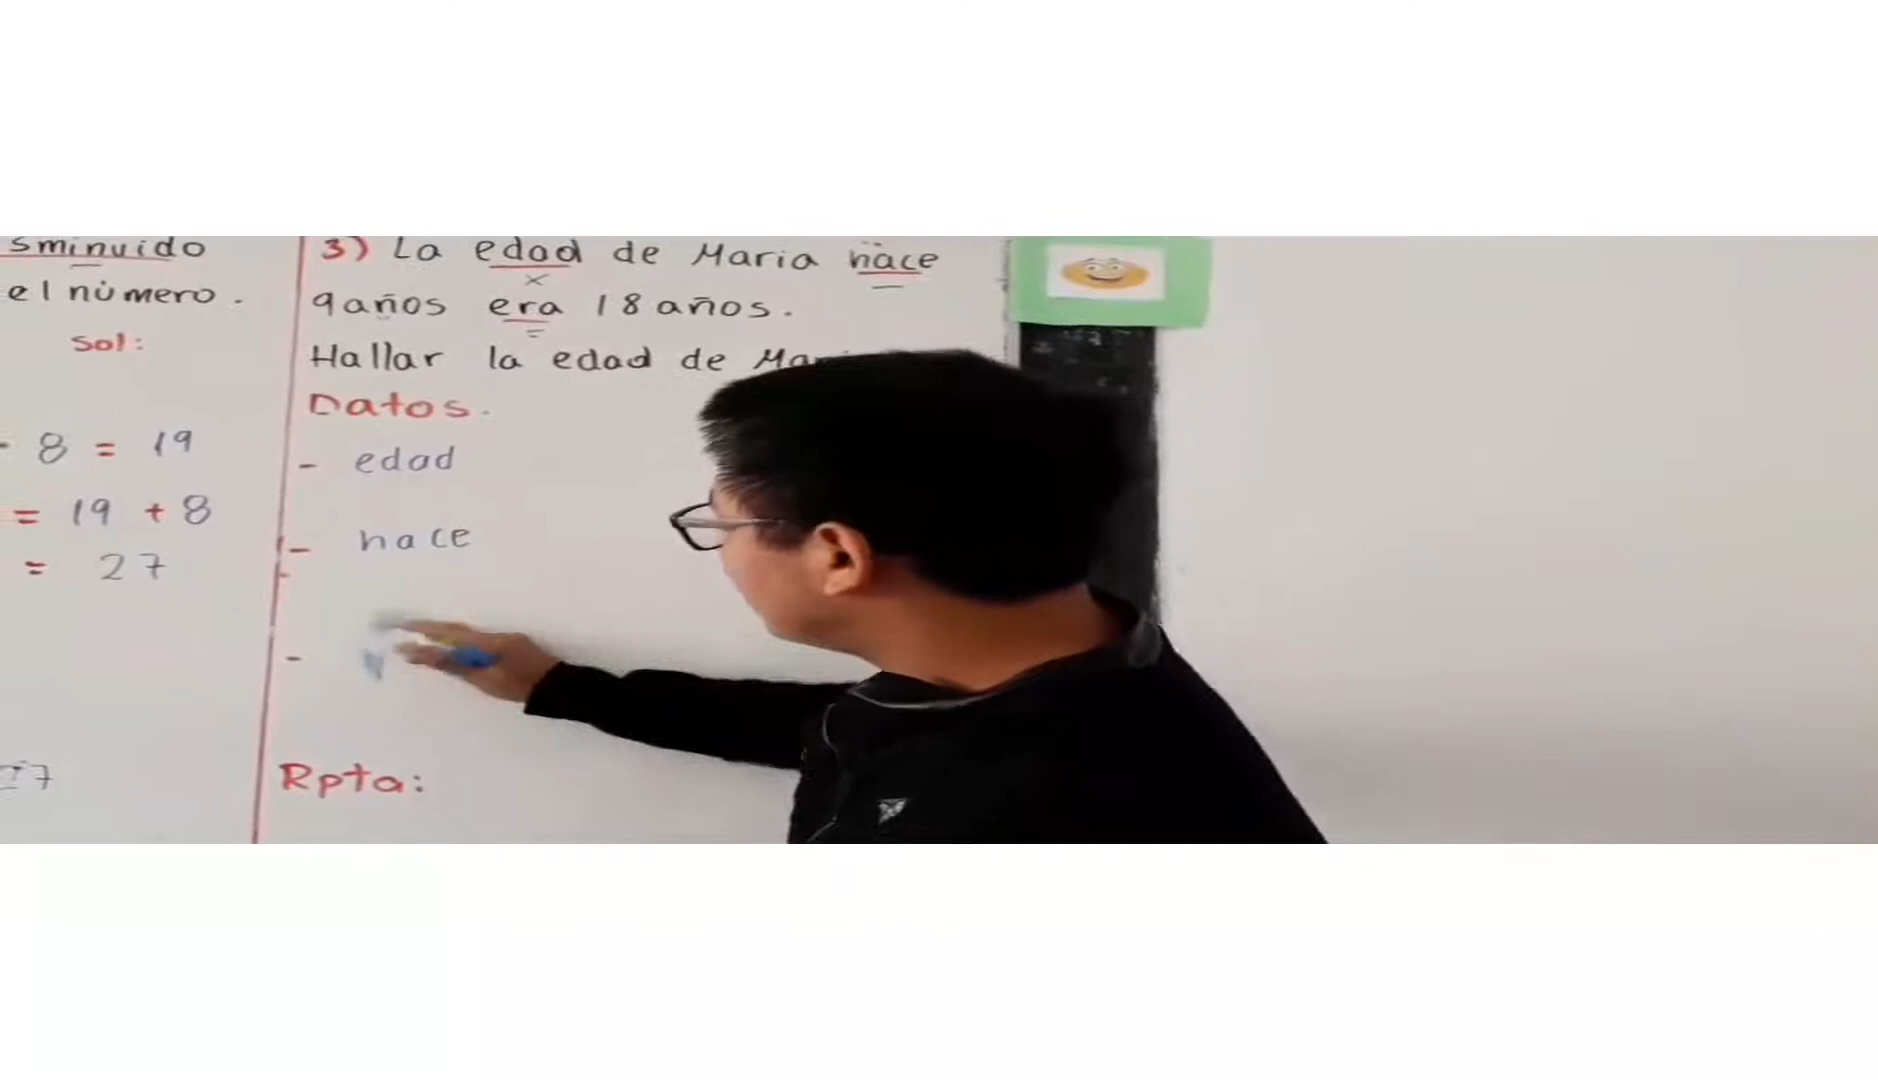 sminuido
el número.
Sol:
- 8 = 19
= 19 + 8
= 27
27
3) La edad de Maria hace
x
-
9 años era 18 años.
=
Hallar la edad de
Datos.
- edad
- hace
-
Rpta: